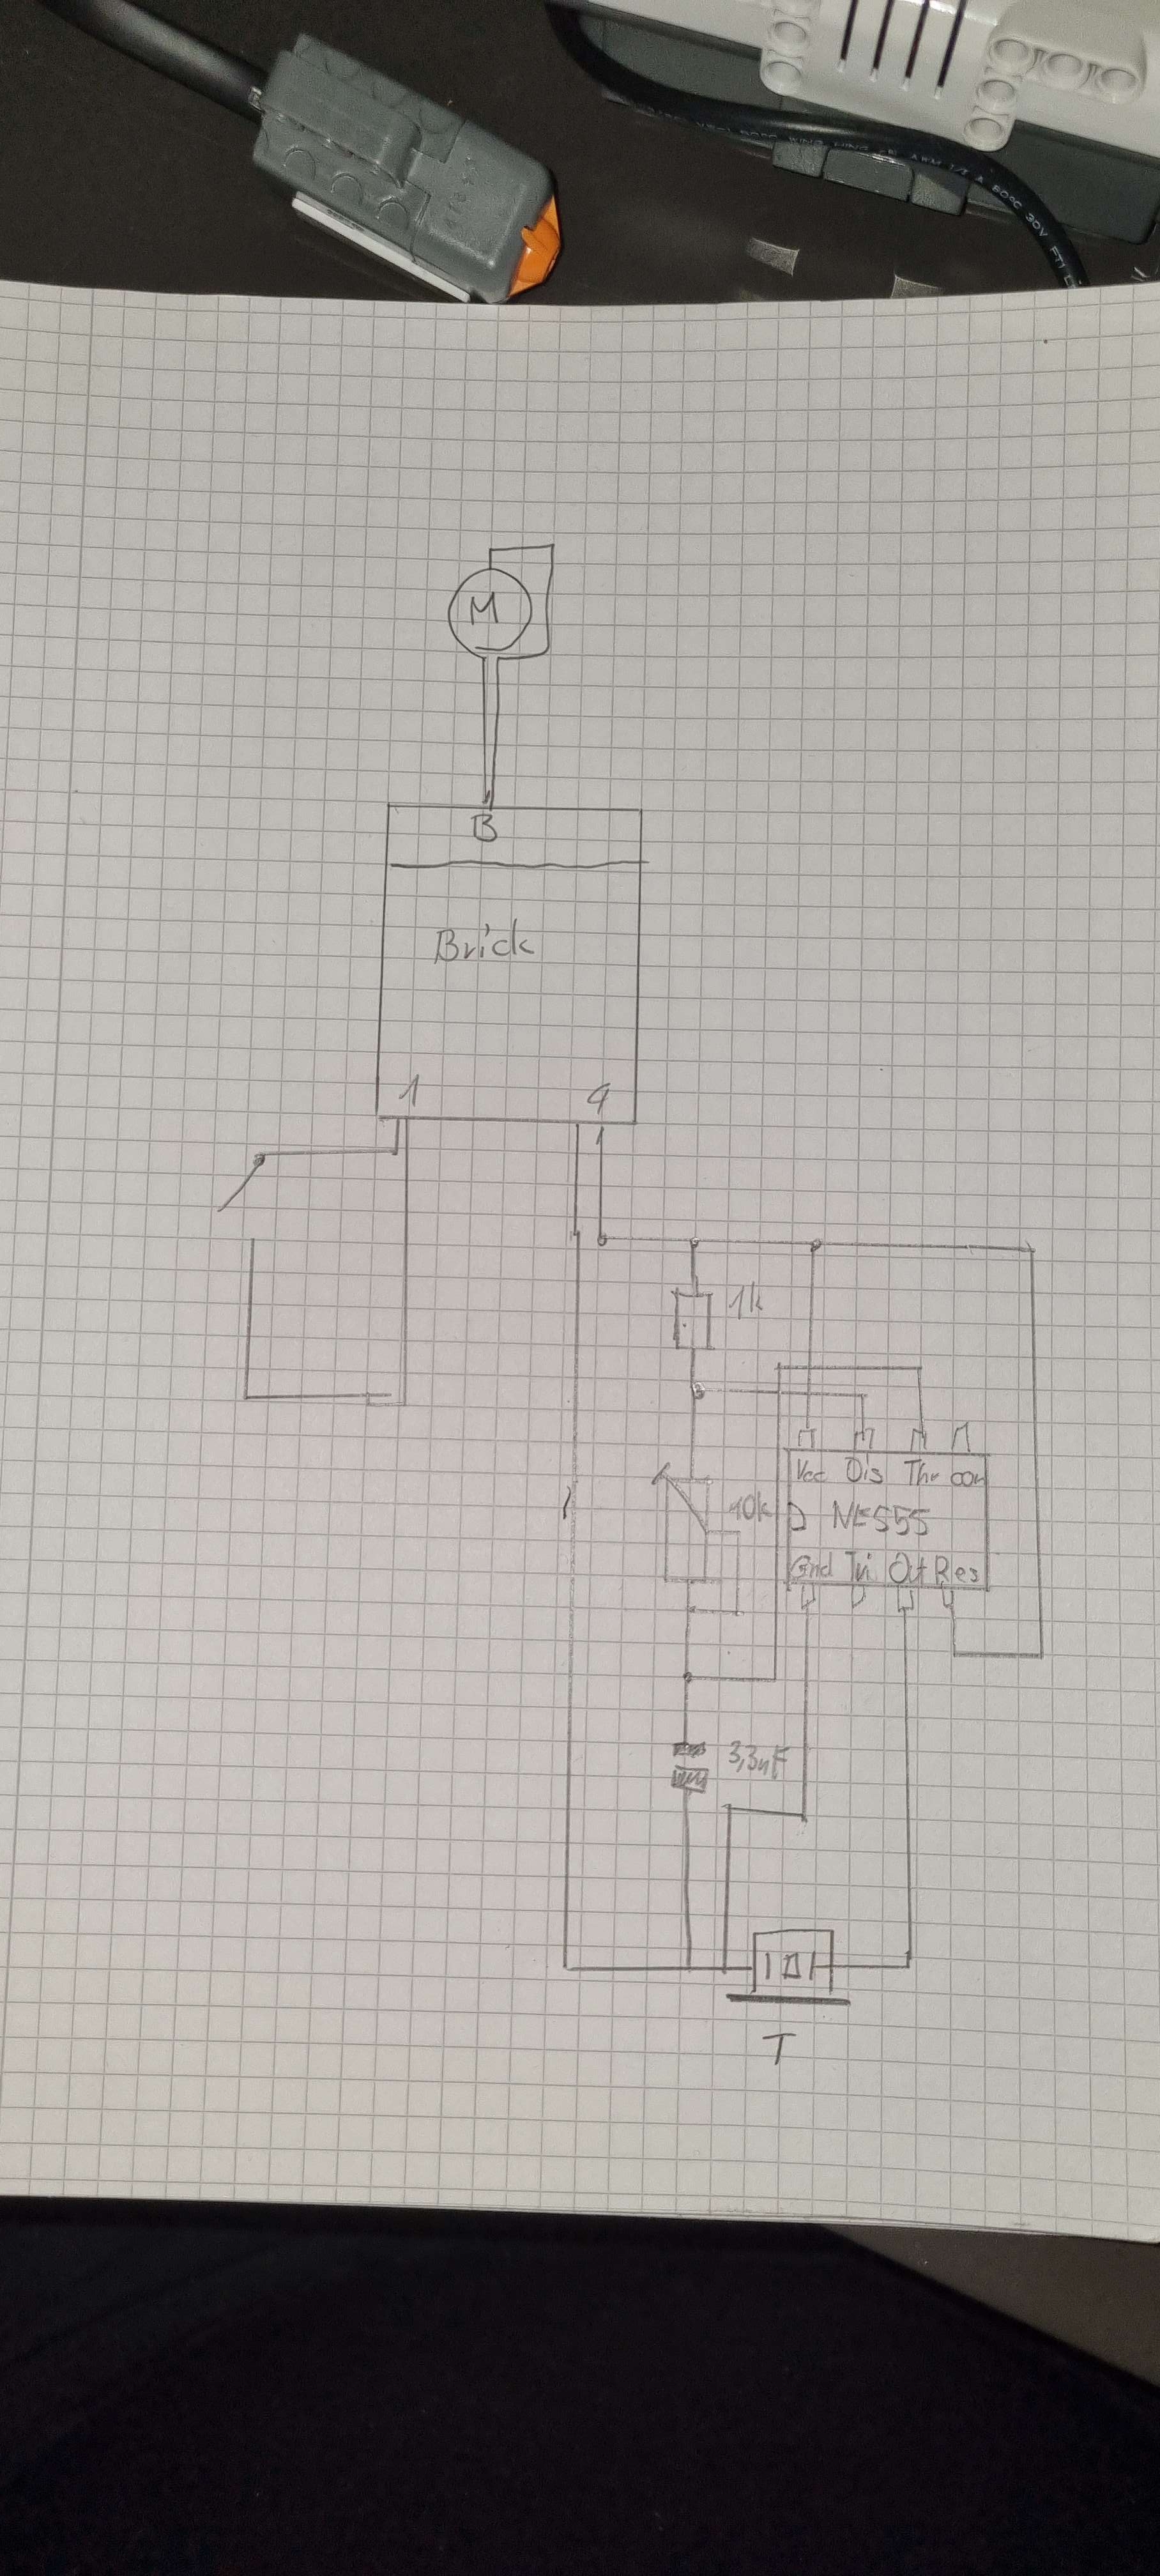 M
B
Brick
1 4
1k
10k
Vcc Dis Thr con
NE555
Gnd Tri Out Res
3,3nF
T